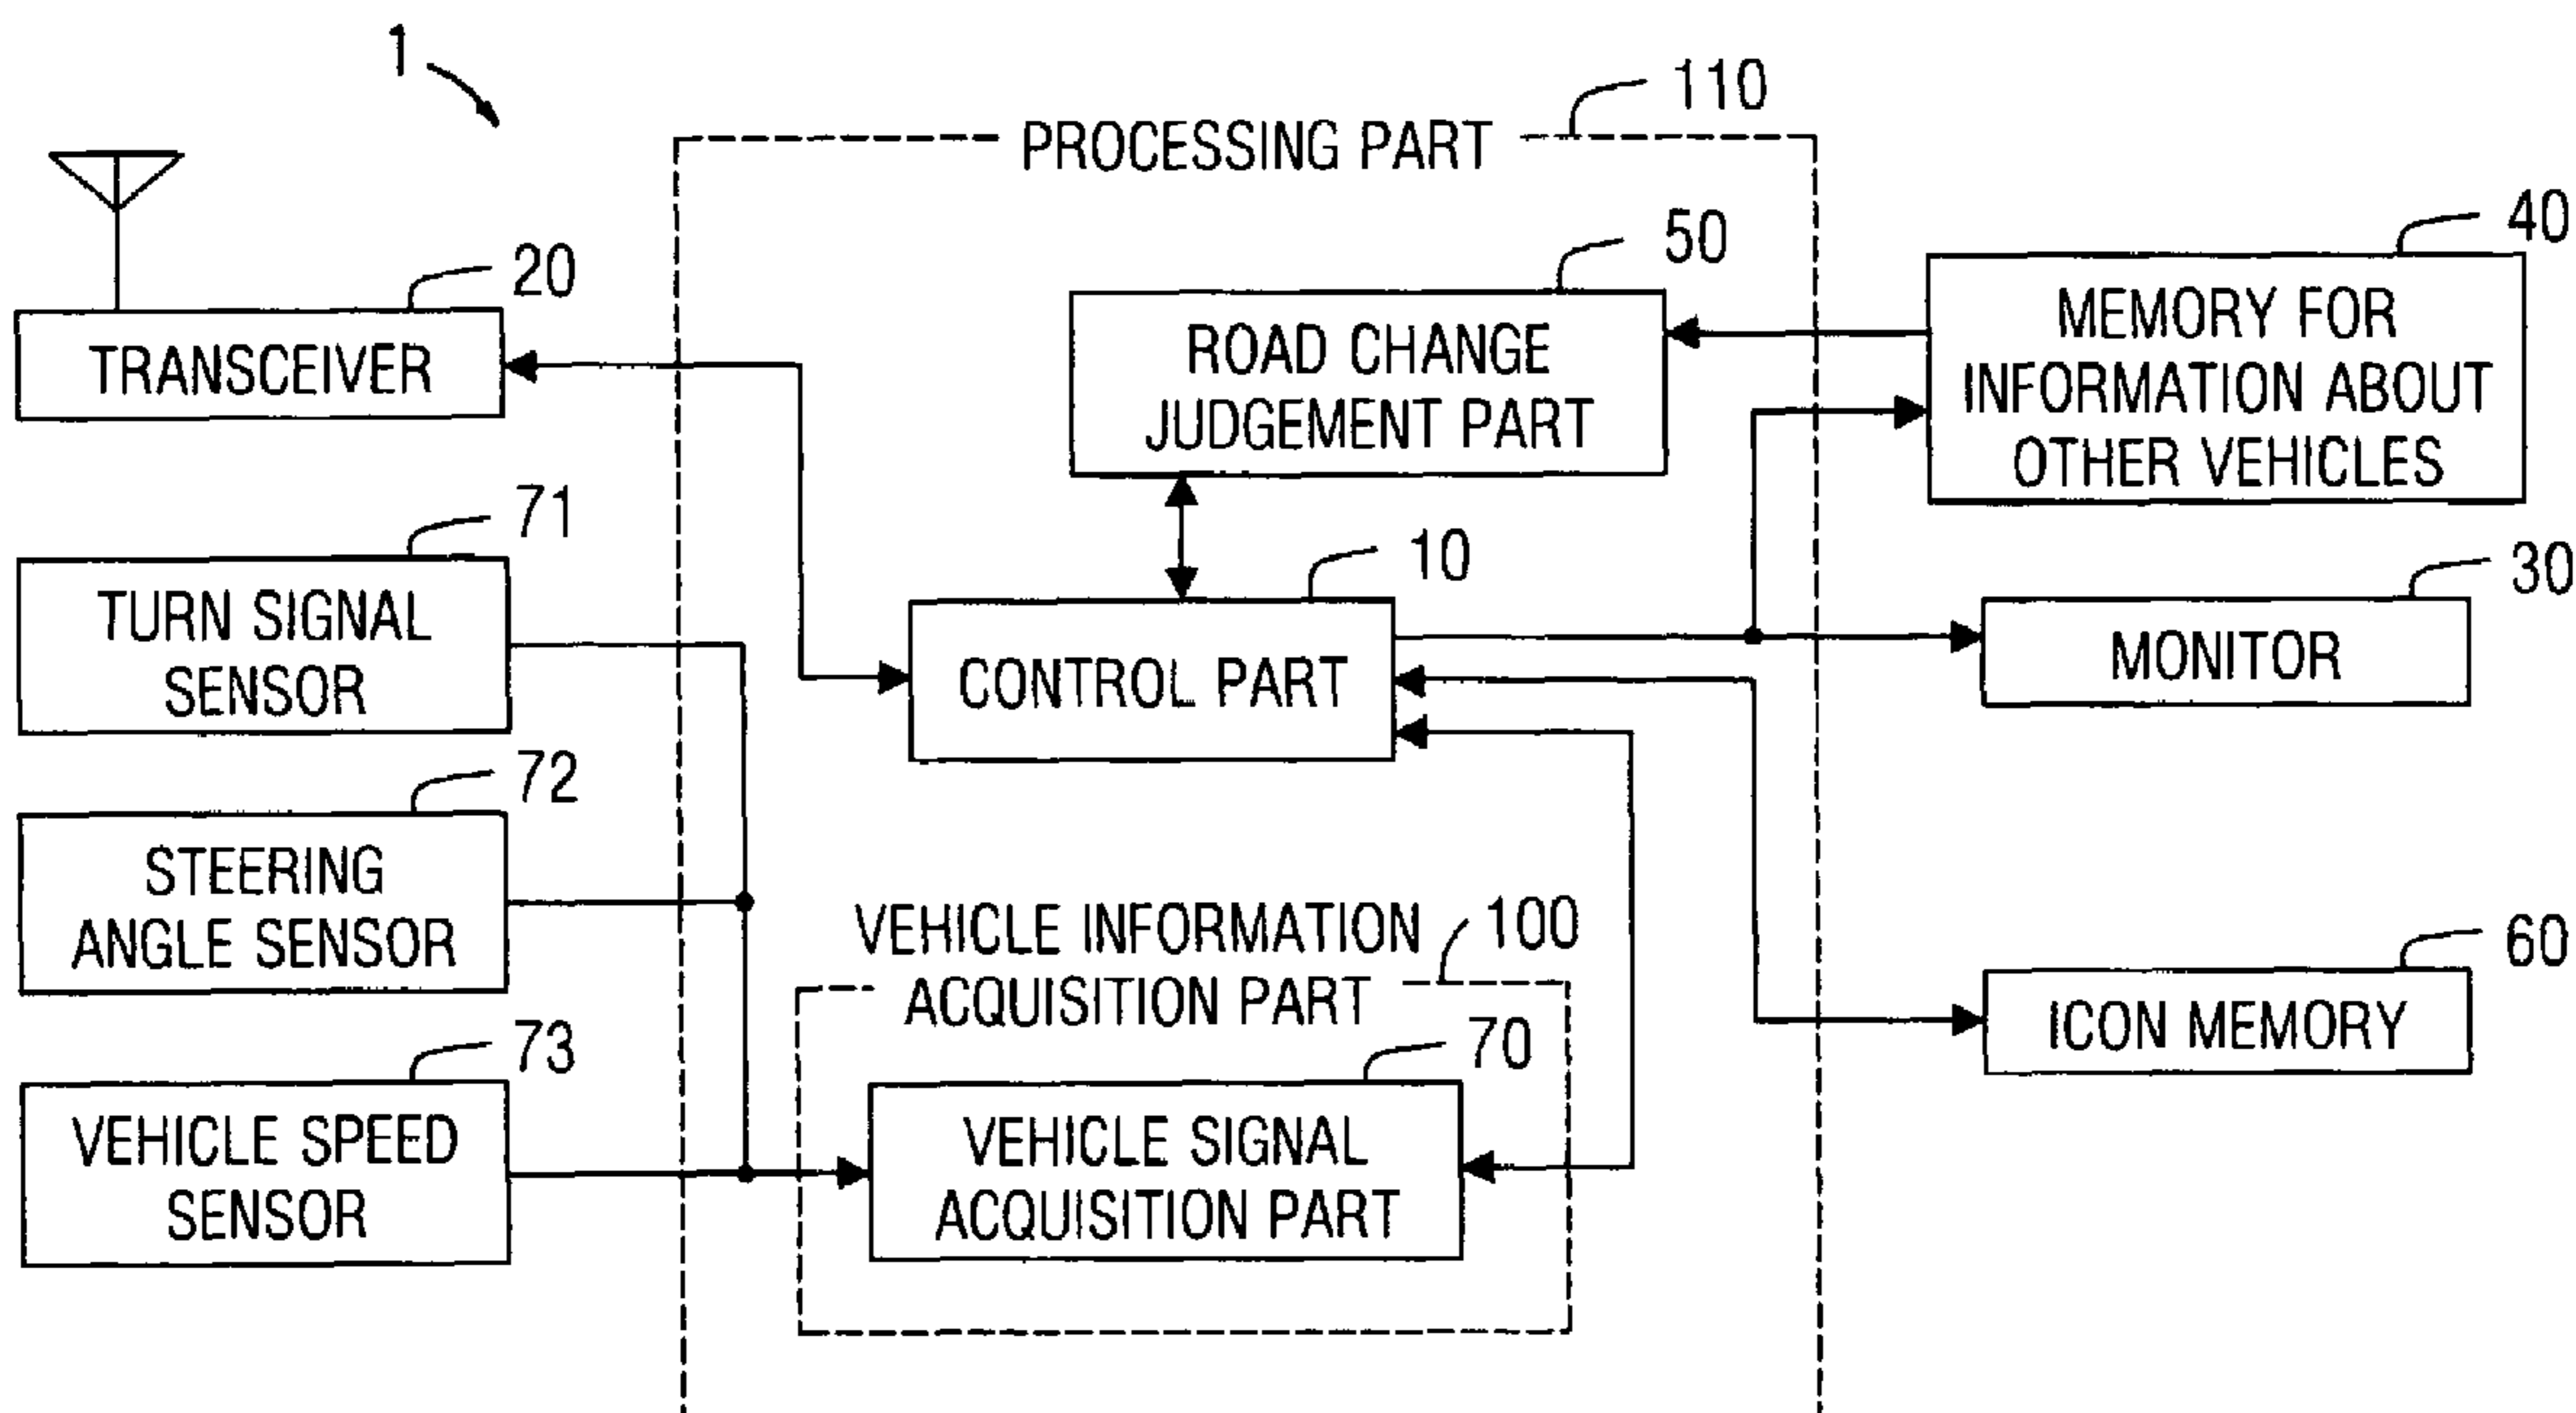 1
110
PROCESSING PART
20
TRANSCEIVER
50
ROAD CHANGE
JUDGEMENT PART
40
MEMORY FOR
INFORMATION ABOUT
OTHER VEHICLES
71
TURN SIGNAL
SENSOR
10
CONTROL PART
30
MONITOR
72
STEERING
ANGLE SENSOR
VEHICLE INFORMATION
ACQUISITION PART
100
60
ICON MEMORY
73
VEHICLE SPEED
SENSOR
70
VEHICLE SIGNAL
ACQUISITION PART